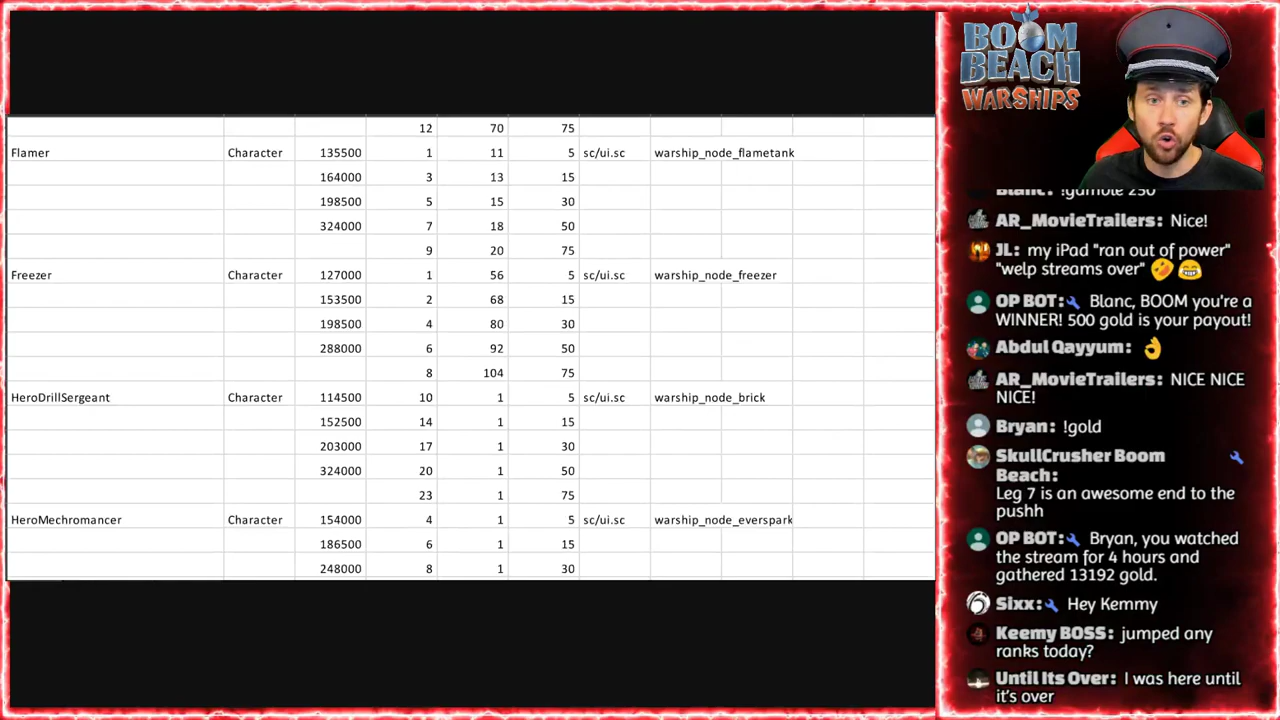 12 70 75
Flamer Character 135500 1 11 5 sc/ui.sc warship_node_flametank
164000 3 13 15
198500 5 15 30
324000 7 18 50
9 20 75
Freezer Character 127000 1 56 5 sc/ui.sc warship_node_freezer
153500 2 68 15
198500 4 80 30
288000 6 92 50
8 104 75
HeroDrillSergeant Character 114500 10 1 5 sc/ui.sc warship_node_brick
152500 14 1 15
203000 17 1 30
324000 20 1 50
23 1 75
HeroMechromancer Character 154000 4 1 5 sc/ui.sc warship_node_everspark
186500 6 1 15
248000 8 1 30
BOOM
BEACH
WARSHIPS
Blanc: !gamble 250
AR_MovieTrailers: Nice!
JL: my iPad "ran out of power"
"welp streams over" 🤣 😂
OP BOT: Blanc, BOOM you're a
WINNER! 500 gold is your payout!
Abdul Qayyum: 👌
AR_MovieTrailers: NICE NICE
NICE!
Bryan: !gold
SkullCrusher Boom
Beach:
Leg 7 is an awesome end to the
pushh
OP BOT: Bryan, you watched
the stream for 4 hours and
gathered 13192 gold.
Sixx: Hey Kemmy
Keemy BOSS: jumped any
ranks today?
Until Its Over: I was here until
it's over